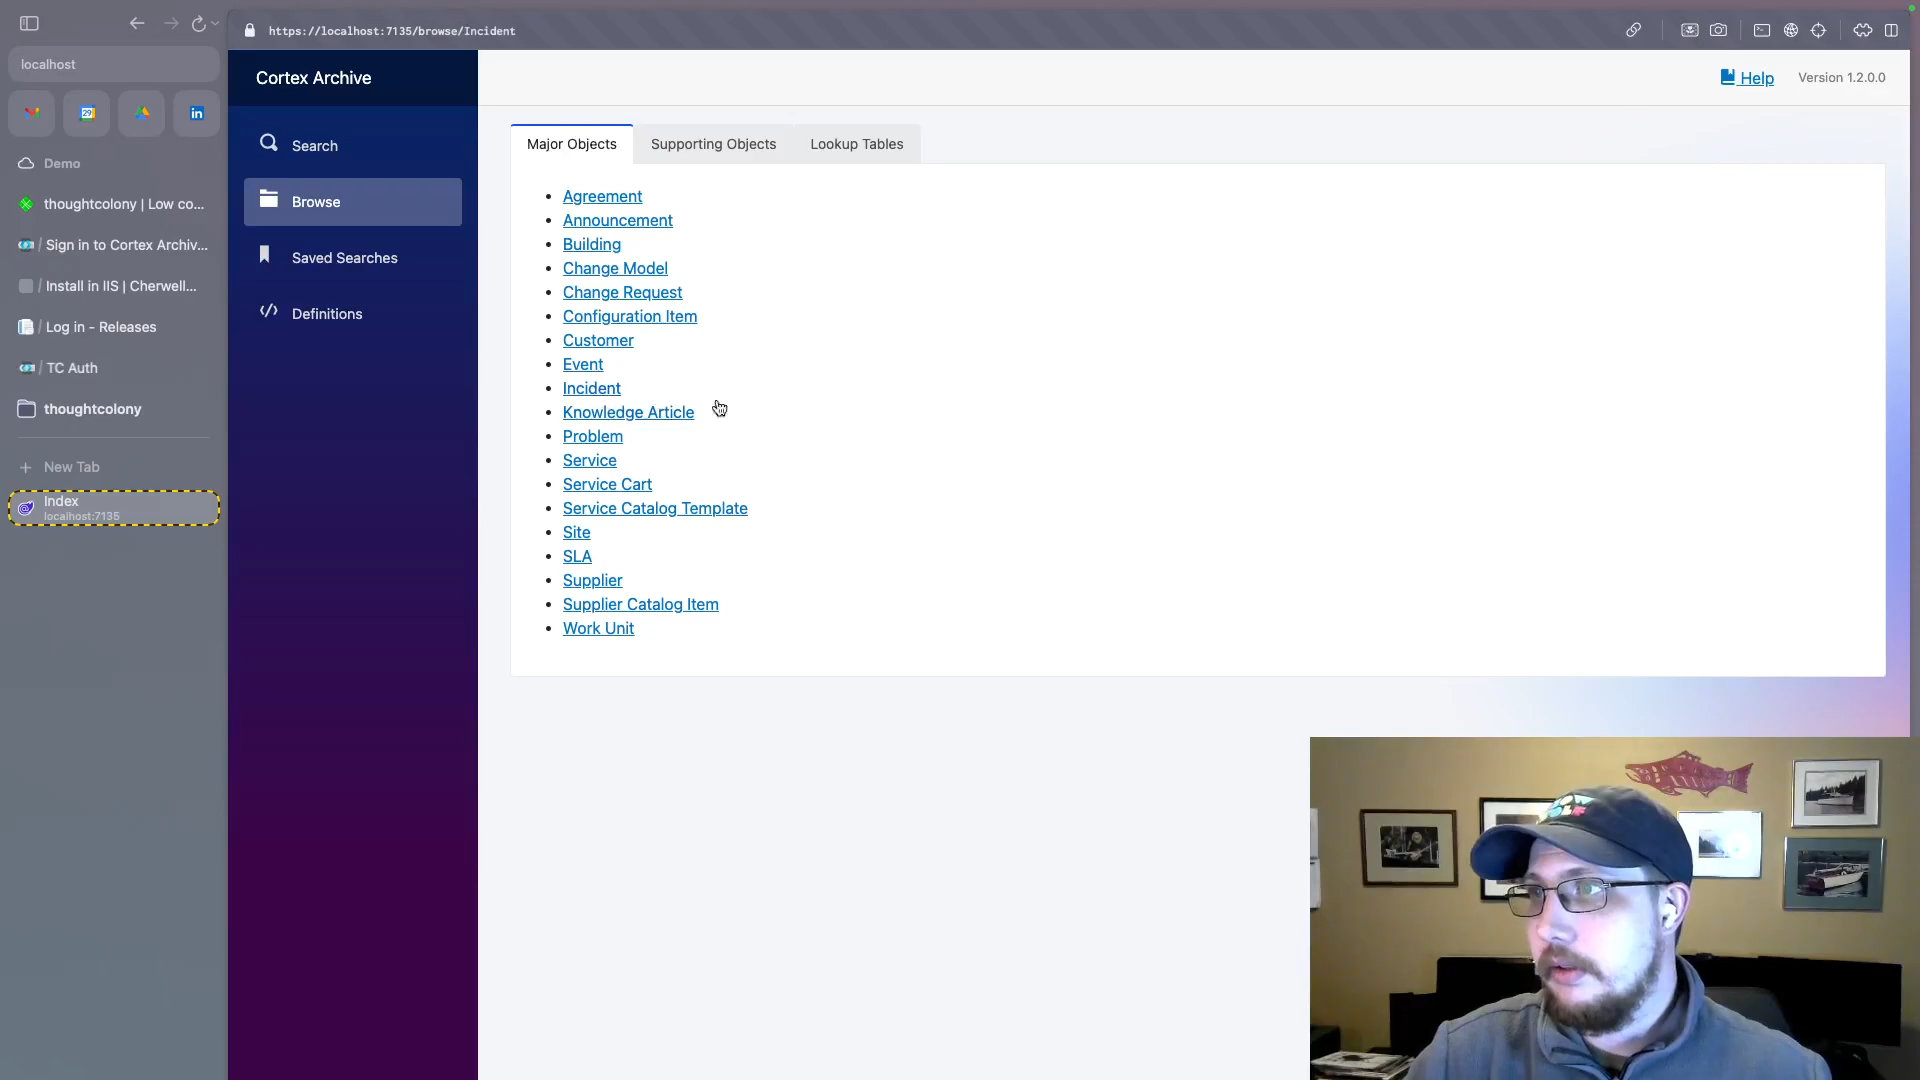 https://localhost:7135/browse/Incident
localhost
29
in
Demo
thoughtcolony | Low co...
/ Sign in to Cortex Archiv...
/ Install in IIS | Cherwell...
/ Log in - Releases
/ TC Auth
thoughtcolony
New Tab
Index
localhost:7135
Cortex Archive
Search
Browse
Saved Searches
Definitions
Help
Version 1.2.0.0
Major Objects
Supporting Objects
Lookup Tables
Agreement
Announcement
Building
Change Model
Change Request
Configuration Item
Customer
Event
Incident
Knowledge Article
Problem
Service
Service Cart
Service Catalog Template
Site
SLA
Supplier
Supplier Catalog Item
Work Unit